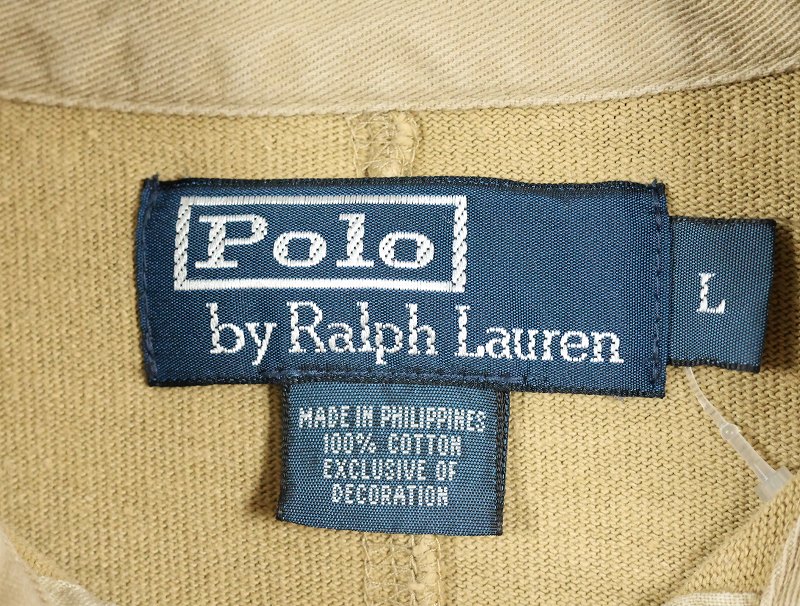 Polo
by Ralph Lauren
L
MADE IN PHILIPPINES
100% COTTON
EXCLUSIVE OF
DECORATION